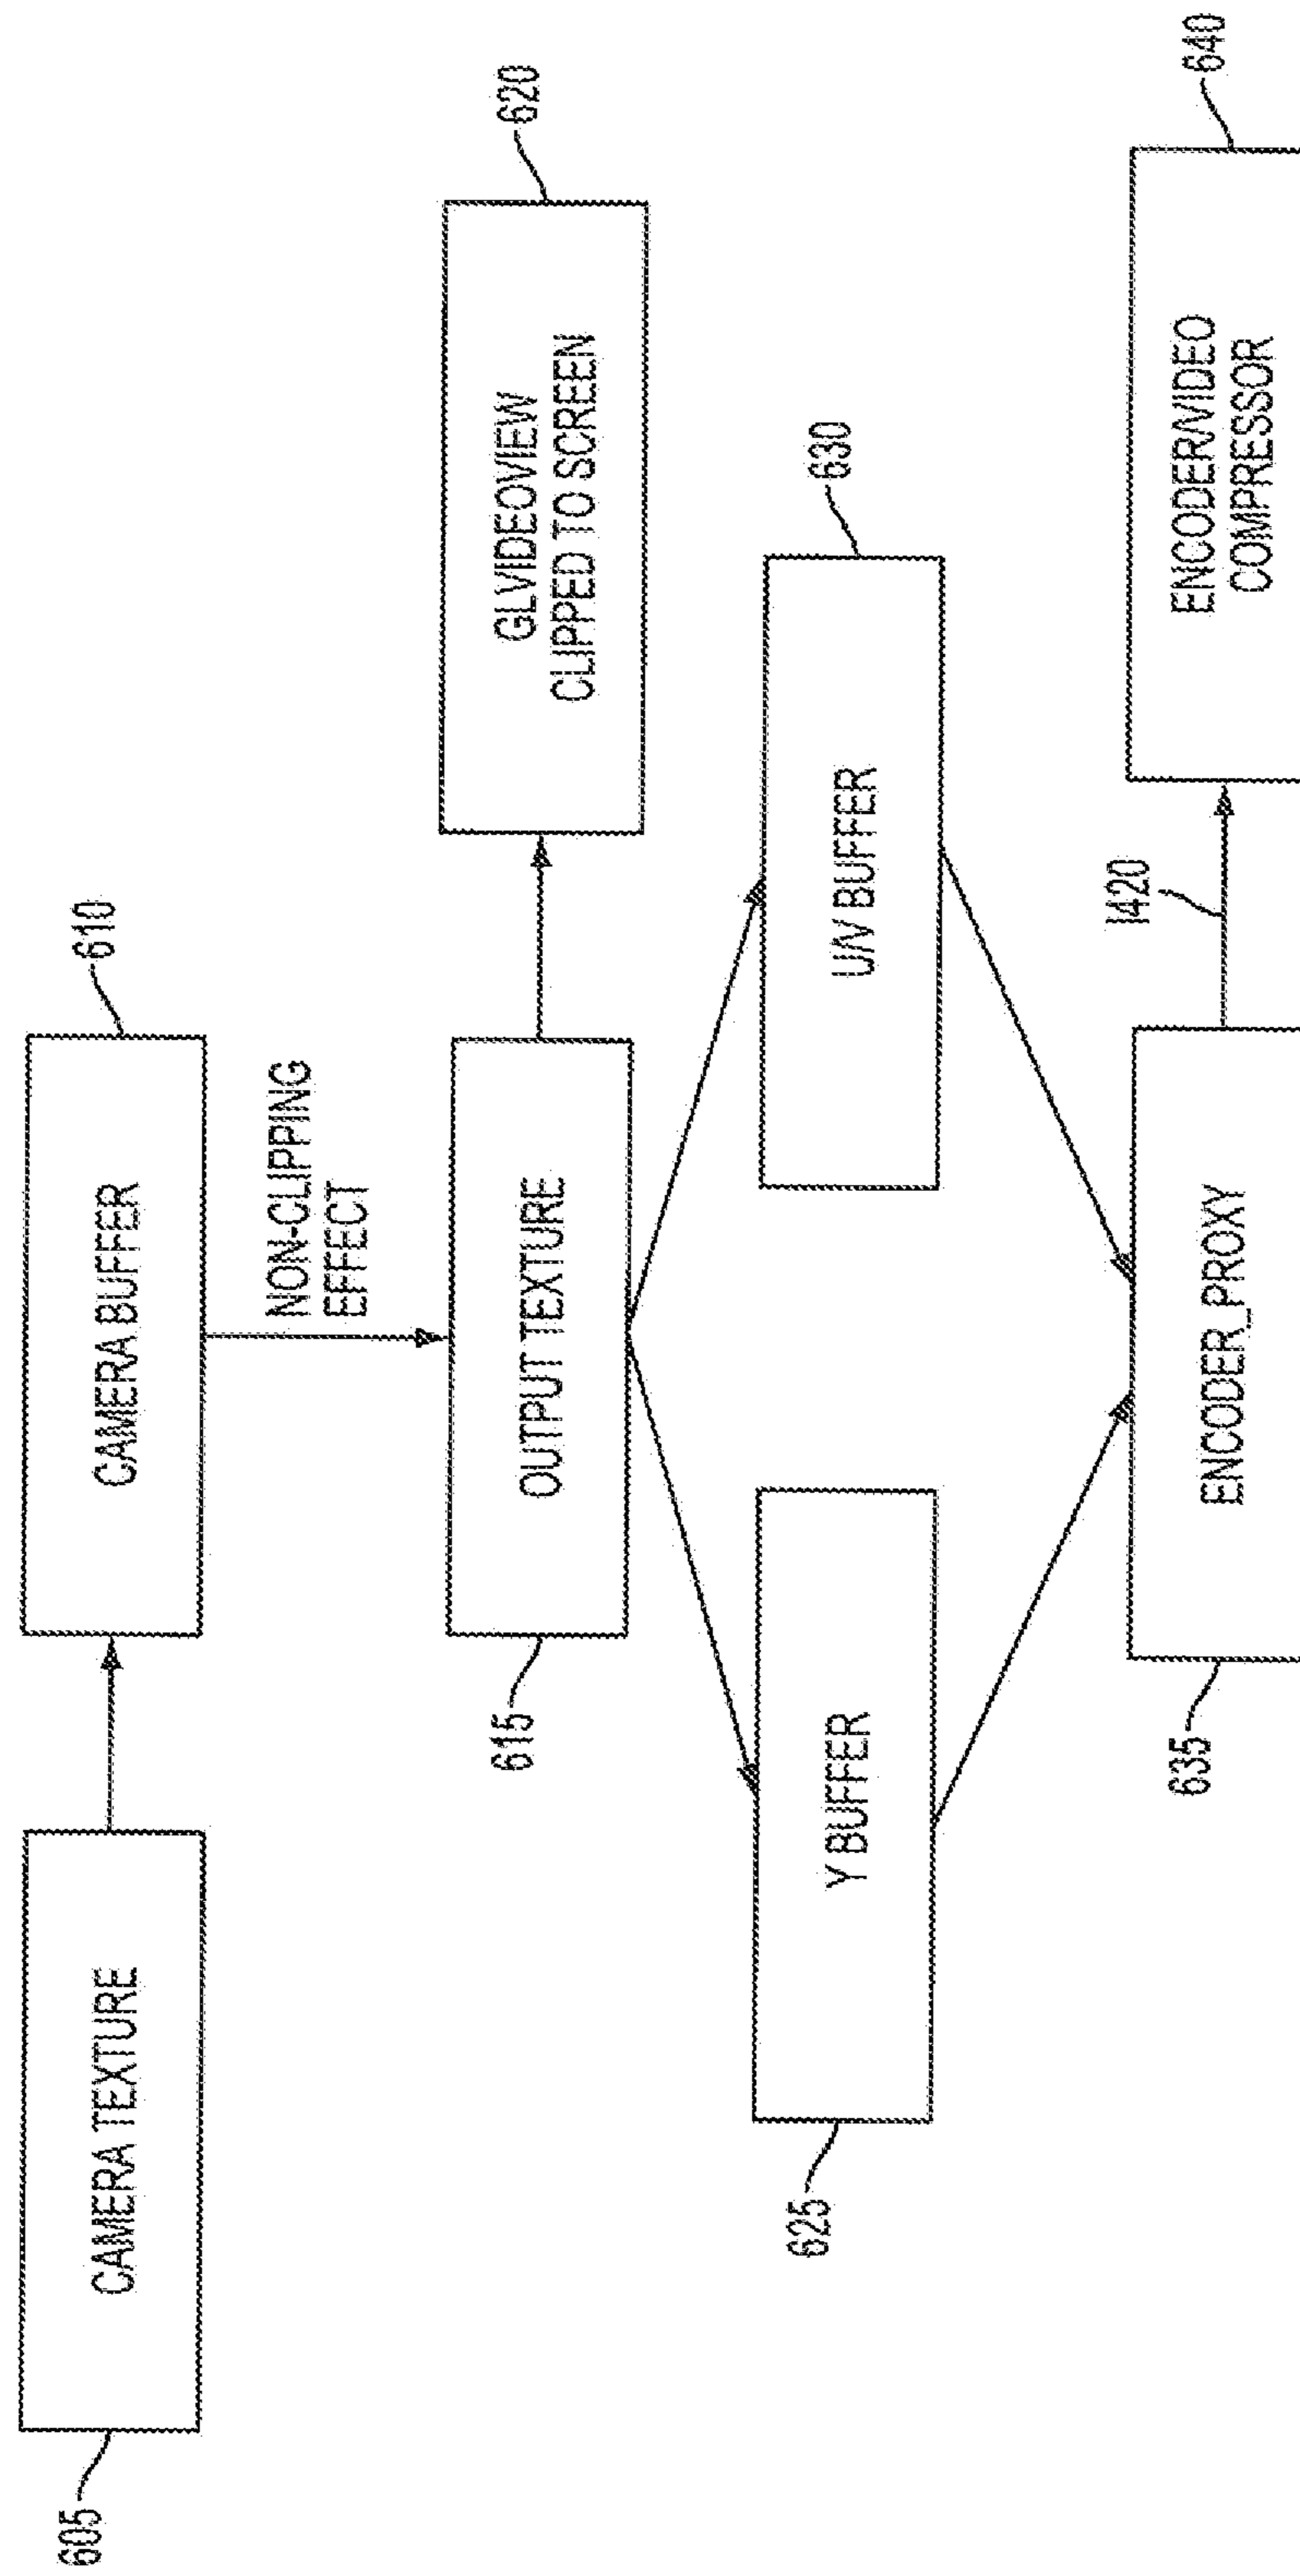 605
CAMERA TEXTURE
CAMERA BUFFER
610
NON-CLIPPING
EFFECT
615
OUTPUT TEXTURE
GLVIDEOVIEW
CLIPPED TO SCREEN
620
625
Y BUFFER
U/V BUFFER
630
635
ENCODER_PROXY
I420
ENCODER/VIDEO
COMPRESSOR
640